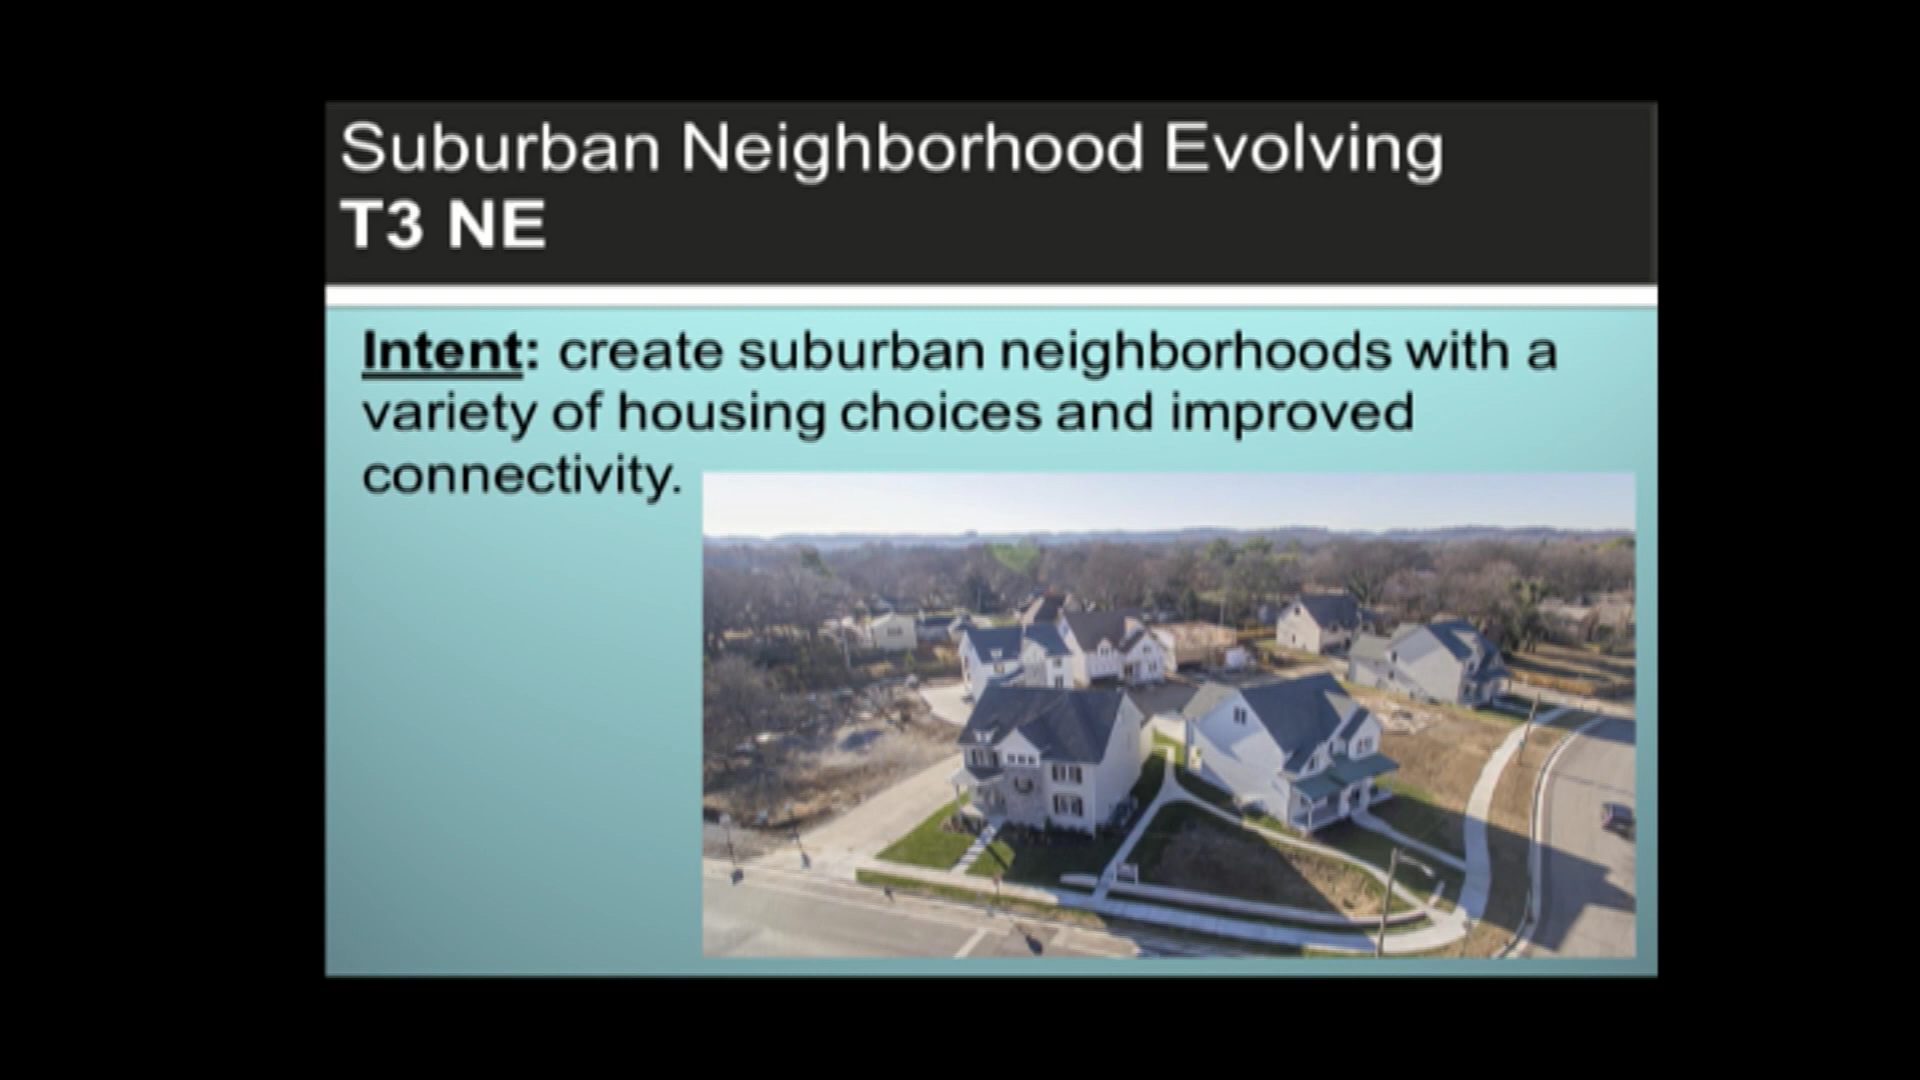 Suburban Neighborhood Evolving
T3 NE
Intent: create suburban neighborhoods with a
variety of housing choices and improved
connectivity.